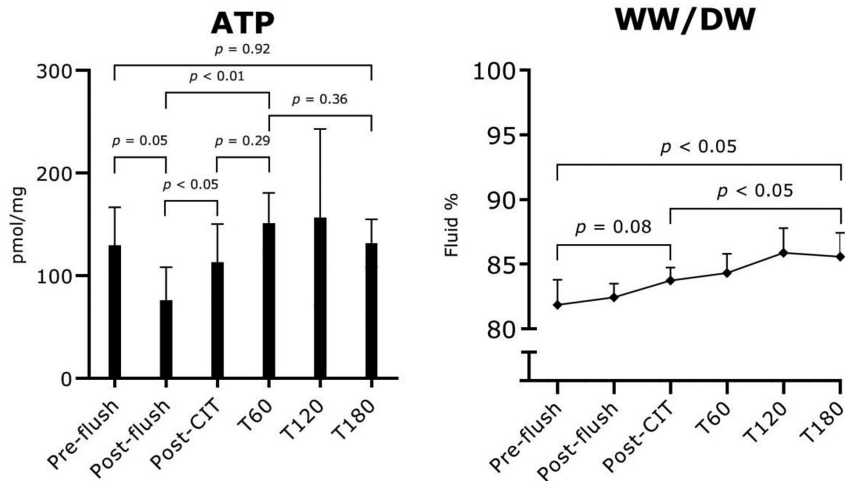 ATP
p = 0.92
p < 0.01
p = 0.36
p = 0.05
p = 0.29
p < 0.05
300
200
100
0
pmol/mg
Pre-flush
Post-flush
Post-CIT
T60
T120
T180
WW/DW
100
95
90
85
80
Fluid %
p < 0.05
p < 0.05
p = 0.08
Pre-flush
Post-flush
Post-CIT
T60
T120
T180